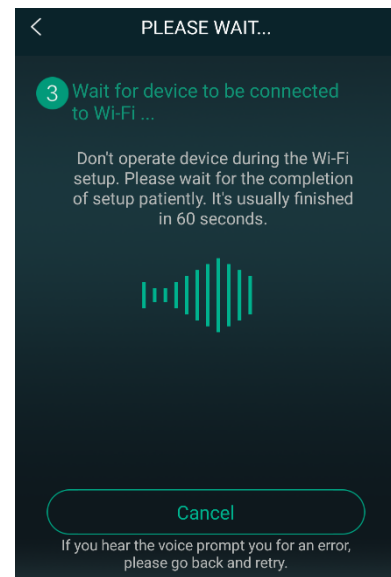 PLEASE WAIT...
3 Wait for device to be connected
to Wi-Fi ...
Don't operate device during the Wi-Fi
setup. Please wait for the completion
of setup patiently. It's usually finished
in 60 seconds.
Cancel
If you hear the voice prompt you for an error,
please go back and retry.